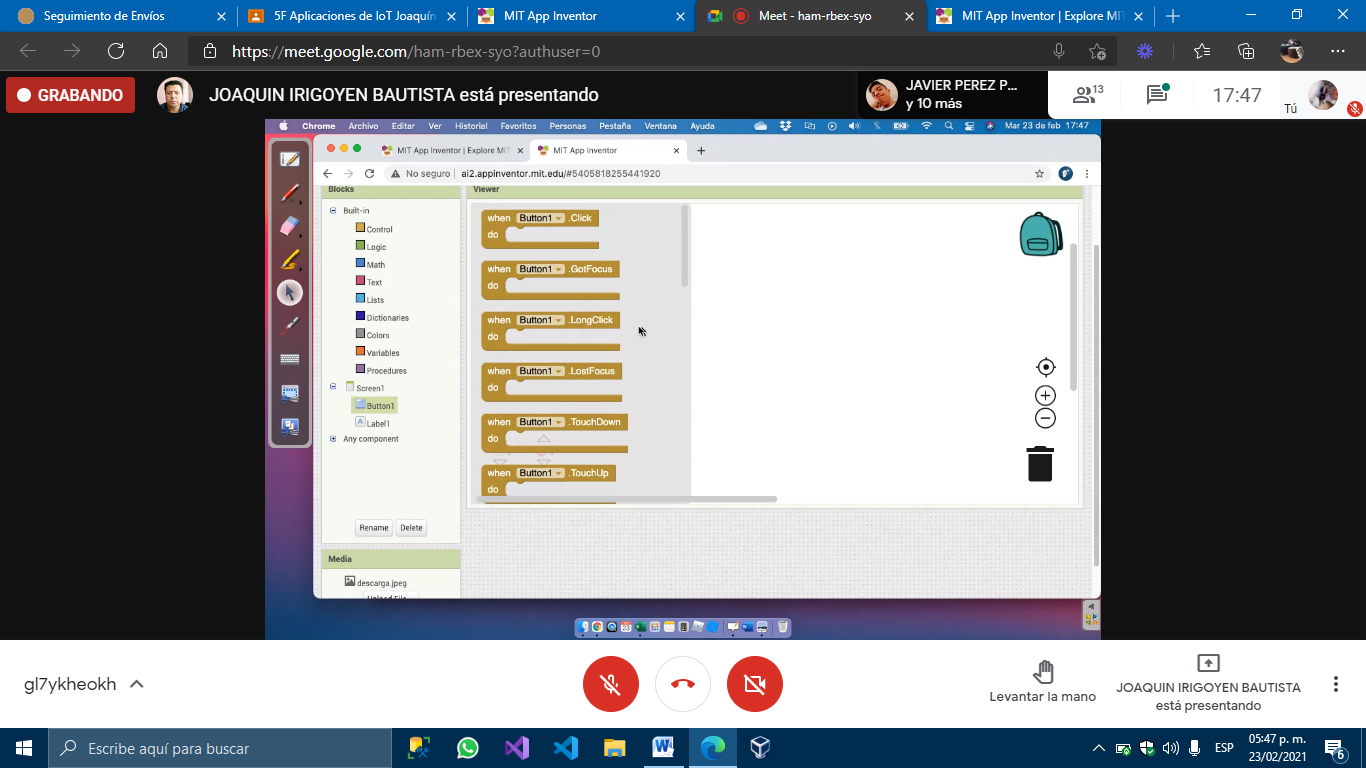 Seguimiento de Envíos
5F Aplicaciones de IoT Joaquín
MIT App Inventor
Meet - ham-rbex-syo
MIT App Inventor | Explore MI
https://meet.google.com/ham-rbex-syo?authuser=0
GRABANDO
JOAQUIN IRIGOYEN BAUTISTA está presentando
JAVIER PEREZ P...
y 10 más
13
17:47
Tú
Chrome Archivo Editar Ver Historial Favoritos Personas Pestaña Ventana Ayuda
Mar 23 de feb 17:47
MIT App Inventor | Explore MIT
MIT App Inventor
No seguro | ai2.appinventor.mit.edu/#5405818255441920
Blocks
Viewer
Built-in
Control
Logic
Math
Text
Lists
Dictionaries
Colors
Variables
Procedures
Screen1
Button1
Label1
Any component
Rename
Delete
Media
descarga.jpeg
Upload File
when Button1 .Click
do
when Button1 .GotFocus
do
when Button1 .LongClick
do
when Button1 .LostFocus
do
when Button1 .TouchDown
do
when Button1 .TouchUp
do
gl7ykheokh
Levantar la mano
JOAQUIN IRIGOYEN BAUTISTA
está presentando
Escribe aquí para buscar
ESP
05:47 p. m.
23/02/2021
6